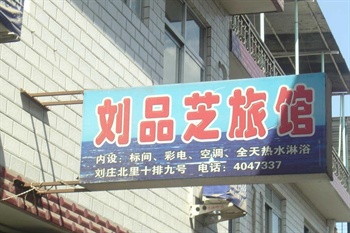 刘品芝旅馆
内设：标间、彩电、空调、全天热水淋浴
刘庄北里十排九号 电话：4047337